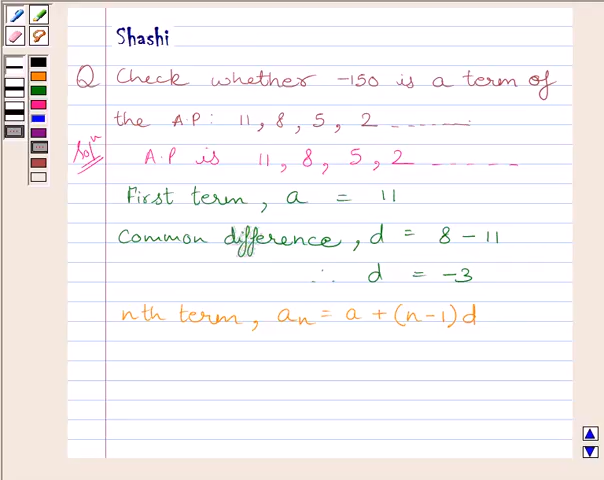 Shashi
Q Check whether -150 is a term of
the A.P: 11, 8, 5, 2 ........
Solⁿ A.P is 11, 8, 5, 2 ........
First term, a = 11
Common difference, d = 8 - 11
∴ d = -3
nth term, aₙ = a + (n-1)d